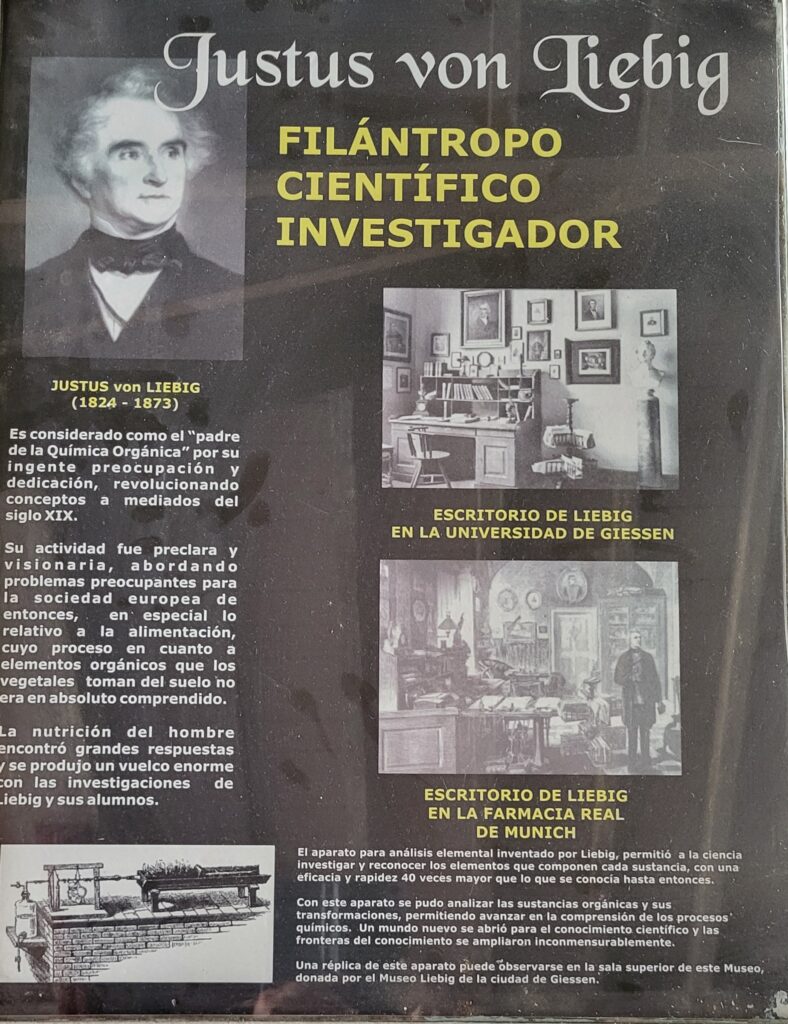 Justus von Liebig
FILÁNTROPO
CIENTÍFICO
INVESTIGADOR
JUSTUS von LIEBIG
(1824 - 1873)
Es considerado como el “padre
de la Química Orgánica” por su
ingente preocupación y
dedicación, revolucionando
conceptos a mediados del
siglo XIX.
Su actividad fue preclara y
visionaria, abordando
problemas preocupantes para
la sociedad europea de
entonces, en especial lo
relativo a la alimentación,
cuyo proceso en cuanto a
elementos orgánicos que los
vegetales toman del suelo no
era en absoluto comprendido.
La nutrición del hombre
encontró grandes respuestas
y se produjo un vuelco enorme
con las investigaciones de
Liebig y sus alumnos.
ESCRITORIO DE LIEBIG
EN LA UNIVERSIDAD DE GIESSEN
ESCRITORIO DE LIEBIG
EN LA FARMACIA REAL
DE MUNICH
El aparato para análisis elemental inventado por Liebig, permitió a la ciencia
investigar y reconocer los elementos que componen cada sustancia, con una
eficacia y rapidez 40 veces mayor que lo que se conocía hasta entonces.
Con este aparato se pudo analizar las sustancias orgánicas y sus
transformaciones, permitiendo avanzar en la comprensión de los procesos
químicos. Un mundo nuevo se abrió para el conocimiento científico y las
fronteras del conocimiento se ampliaron inconmensurablemente.
Una réplica de este aparato puede observarse en la sala superior de este Museo,
donada por el Museo Liebig de la ciudad de Giessen.